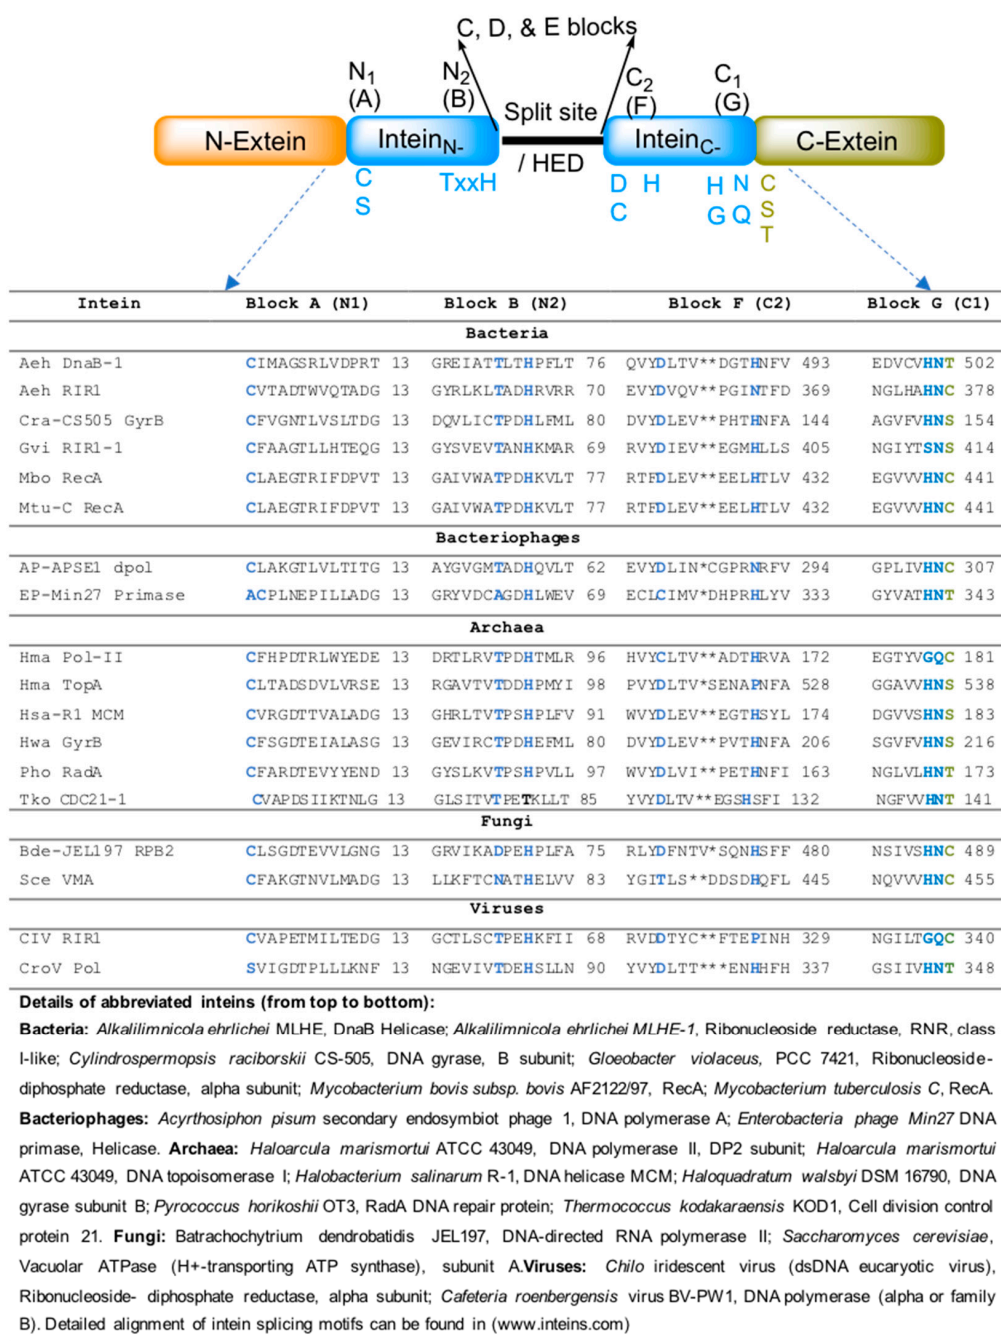 C, D, & E blocks
N1 N2 C2 C1
(A) (B) (F) (G)
Split site
N-Extein InteinN- InteinC- C-Extein
/ HED
C TxxH D H H N C
S C G Q S
T
Intein Block A (N1) Block B (N2) Block F (C2) Block G (C1)
Bacteria
Aeh DnaB-1 CIMAGSRLVDPRT 13 GREIATTLTHPFLT 76 QVYDLTV**DGTHNFV 493 EDVCVHNT 502
Aeh RIR1 CVTADTWVQTADG 13 GYRLKLTADHRVRR 70 EVYDVQV**PGINTFD 369 NGLHAHNC 378
Cra-CS505 GyrB CFVGNTLVSLTDG 13 DQVLICTPDHLFML 80 DVYDLEV**PHTHNFA 144 AGVFVHNS 154
Gvi RIR1-1 CFAAGTLLHTEQG 13 GYSVEVTANHKMAR 69 RVYDIEV**EGMHLLS 405 NGIYTSNS 414
Mbo RecA CLAEGTRIFDPVT 13 GAIVWATPDHKVLT 77 RTFDLEV**EELHTLV 432 EGVVVHNC 441
Mtu-C RecA CLAEGTRIFDPVT 13 GAIVWATPDHKVLT 77 RTFDLEV**EELHTLV 432 EGVVVHNC 441
Bacteriophages
AP-APSE1 dpol CLAKGTLVLTITG 13 AYGVGMTADHQVLT 62 EVYDLIN*CGPRNRFV 294 GPLIVHNC 307
EP-Min27 Primase ACPLNEPILLADG 13 GRYVDCAGDHLWEV 69 ECLCIMV*DHPRHLYV 333 GYVATHNT 343
Archaea
Hma Pol-II CFHPDTRLWYEDE 13 DRTLRVTPDHTMLR 96 HVYCLTV**ADTHRVA 172 EGTYVGQC 181
Hma TopA CLTADSDVLVRSE 13 RGAVTVTDDHPMYI 98 PVYDLTV*SENAPNFA 528 GGAVVHNS 538
Hsa-R1 MCM CVRGDTTVALADG 13 GHRLTVTPSHPLFV 91 WVYDLEV**EGTHSYL 174 DGVVSHNS 183
Hwa GyrB CFSGDTEIALASG 13 GEVIRCTPDHEFML 80 DVYDLEV**PVTHNFA 206 SGVFVHNS 216
Pho RadA CFARDTEVYYEND 13 GYSLKVTPSHPVLL 97 WVYDLVI**PETHNFI 163 NGLVLHNT 173
Tko CDC21-1 CVAPDSIIKTNLG 13 GLSITVTPETKLLT 85 YVYDLTV**EGSHSFI 132 NGFVVHNT 141
Fungi
Bde-JEL197 RPB2 CLSGDTEVVLGNG 13 GRVIKADPEHPLFA 75 RLYDFNTV*SQNHSFF 480 NSIVSHNC 489
Sce VMA CFAKGTNVLMADG 13 LLKFTCNATHELVV 83 YGITLS**DDSDHQFL 445 NQVVVHNC 455
Viruses
CIV RIR1 CVAPETMILTEDG 13 GCTLSCTPEHKFII 68 RVDDTYC**FTEPINH 329 NGILTGQC 340
CroV Pol SVIGDTPLLLKNF 13 NGEVIVTDEHSLLN 90 YVYDLTT***ENHHFH 337 GSIIVHNT 348
Details of abbreviated inteins (from top to bottom):
Bacteria: Alkalilimnicola ehrlichei MLHE, DnaB Helicase; Alkalilimnicola ehrlichei MLHE-1, Ribonucleoside reductase, RNR, class
I-like; Cylindrospermopsis raciborskii CS-505, DNA gyrase, B subunit; Gloeobacter violaceus, PCC 7421, Ribonucleoside-
diphosphate reductase, alpha subunit; Mycobacterium bovis subsp. bovis AF2122/97, RecA; Mycobacterium tuberculosis C, RecA.
Bacteriophages: Acyrthosiphon pisum secondary endosymbiot phage 1, DNA polymerase A; Enterobacteria phage Min27 DNA
primase, Helicase. Archaea: Haloarcula marismortui ATCC 43049, DNA polymerase II, DP2 subunit; Haloarcula marismortui
ATCC 43049, DNA topoisomerase I; Halobacterium salinarum R-1, DNA helicase MCM; Haloquadratum walsbyi DSM 16790, DNA
gyrase subunit B; Pyrococcus horikoshii OT3, RadA DNA repair protein; Thermococcus kodakaraensis KOD1, Cell division control
protein 21. Fungi: Batrachochytrium dendrobatidis JEL197, DNA-directed RNA polymerase II; Saccharomyces cerevisiae,
Vacuolar ATPase (H+-transporting ATP synthase), subunit A.Viruses: Chilo iridescent virus (dsDNA eucaryotic virus),
Ribonucleoside- diphosphate reductase, alpha subunit; Cafeteria roenbergensis virus BV-PW1, DNA polymerase (alpha or family
B). Detailed alignment of intein splicing motifs can be found in (www.inteins.com)